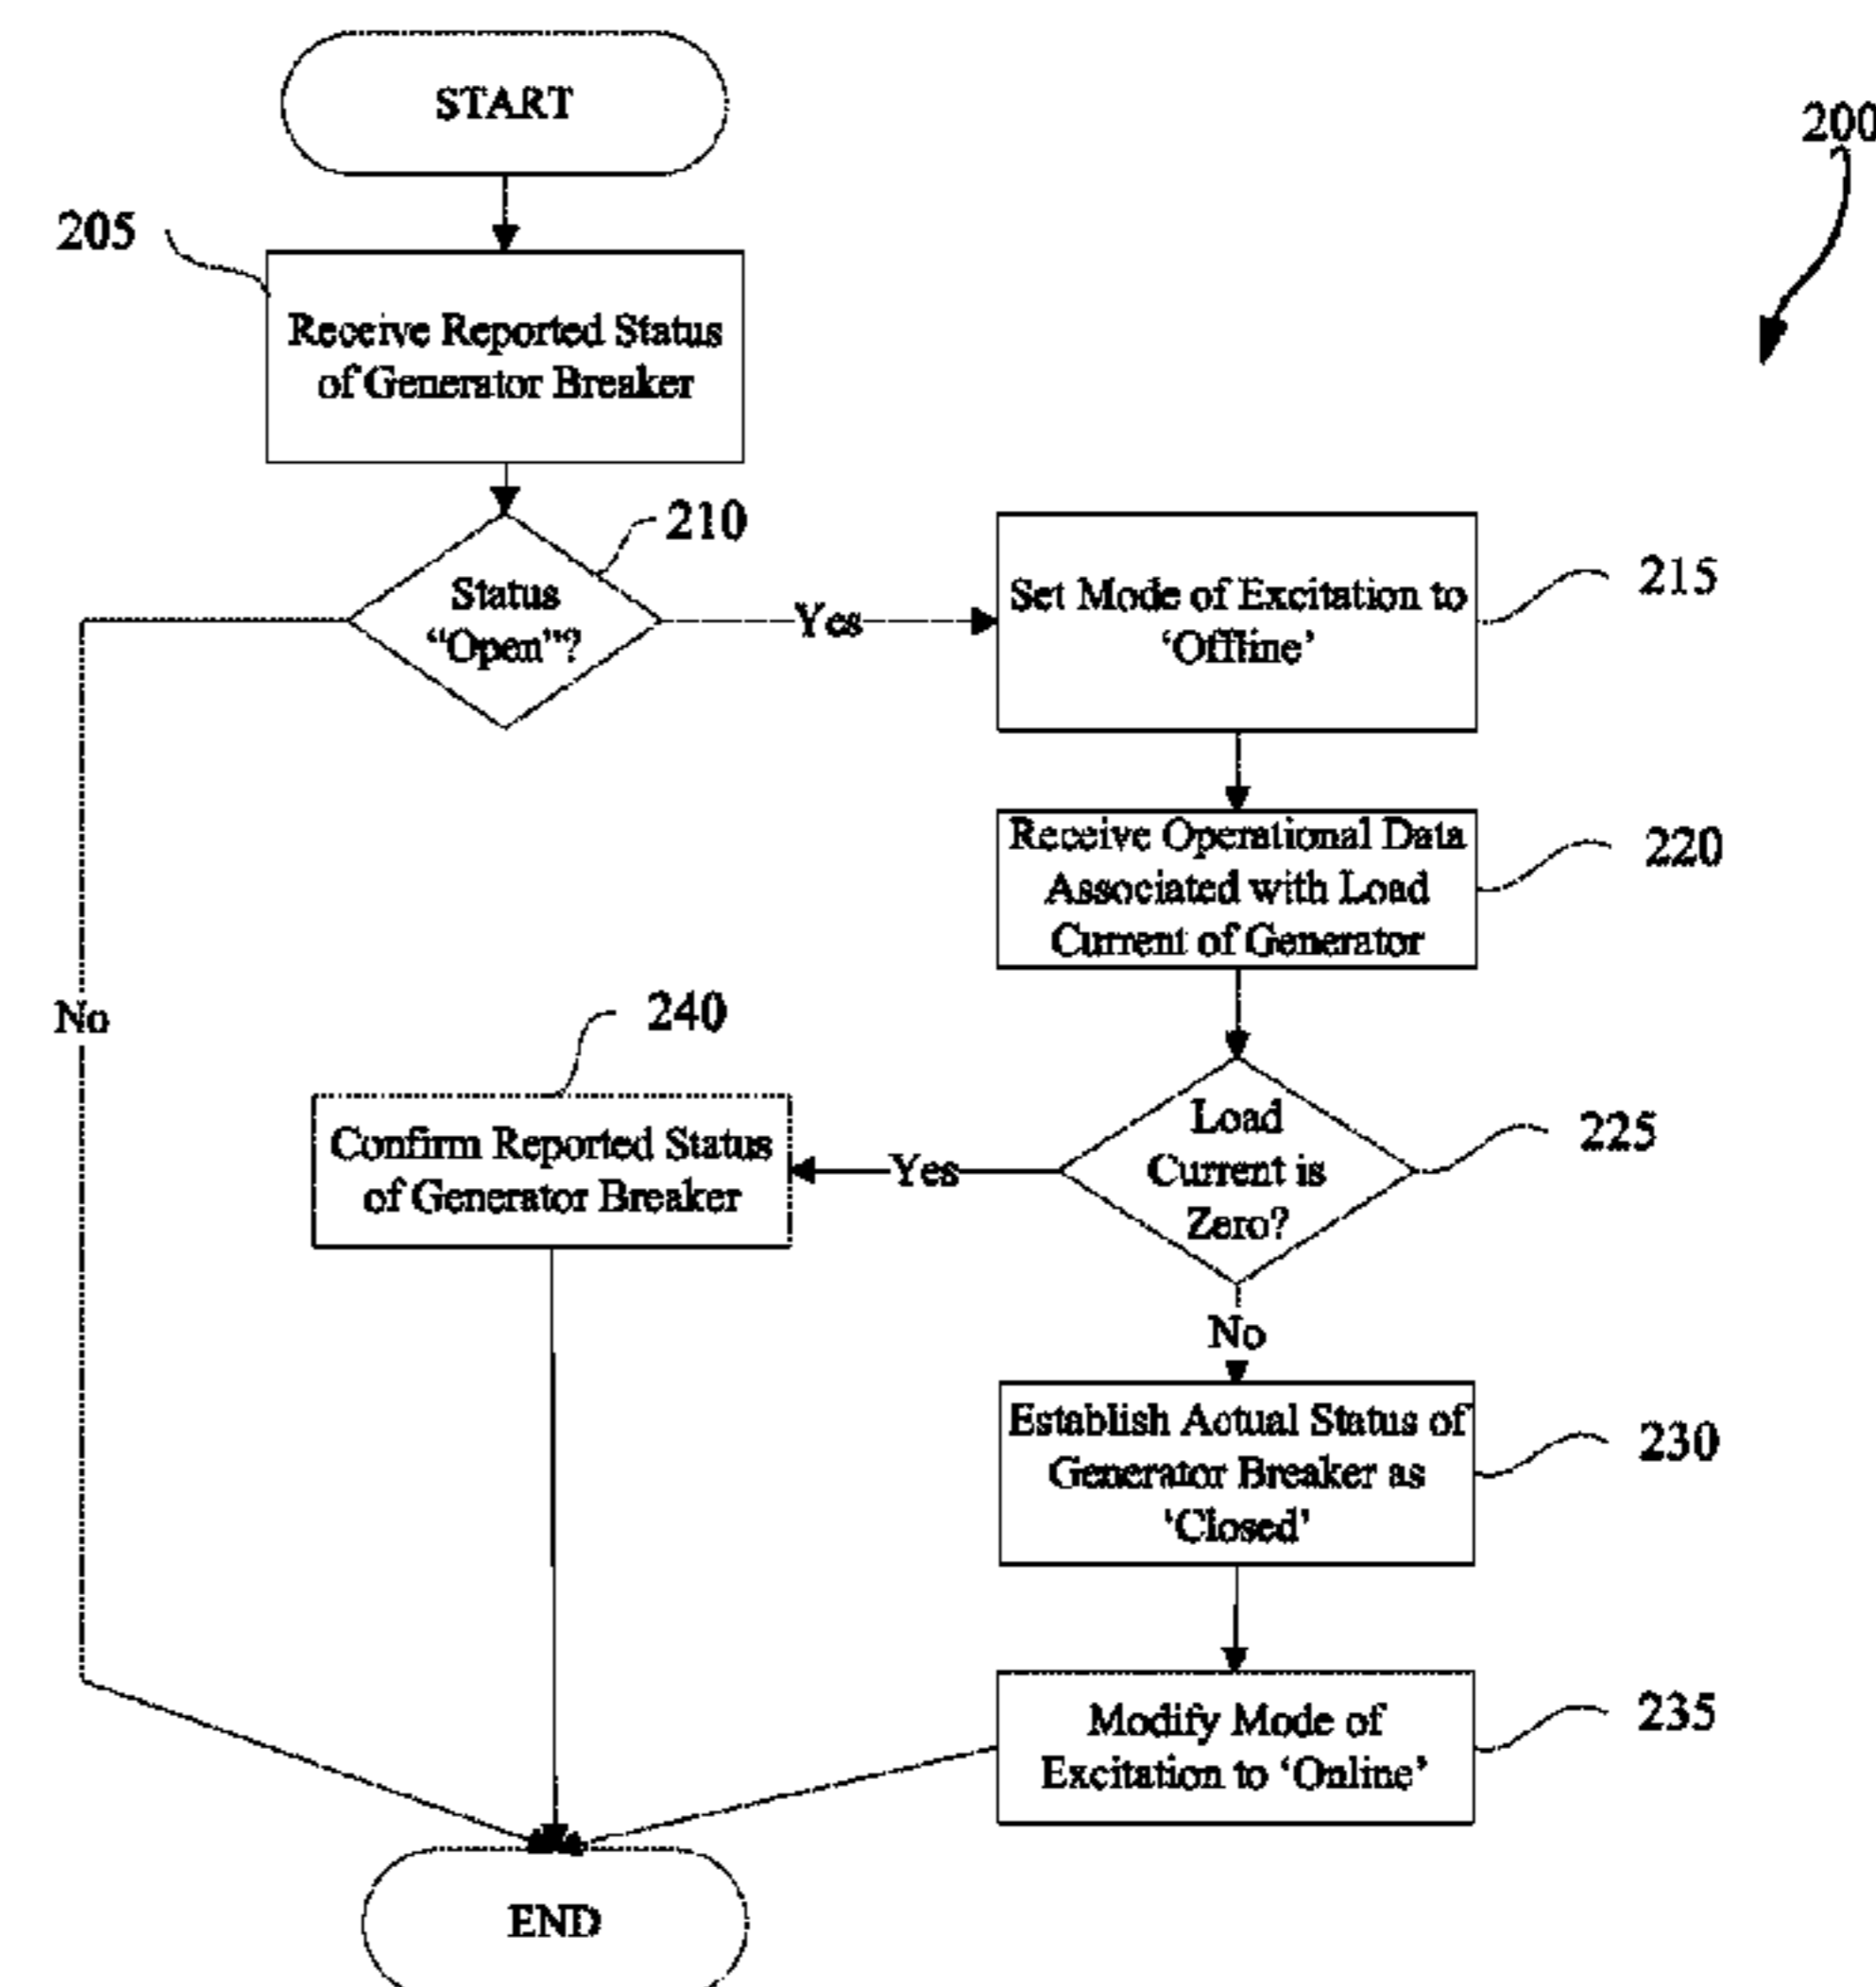 START
200
205
Receive Reported Status
of Generator Breaker
210
Status
“Open”?
Yes
Set Mode of Excitation to
‘Offline’
215
Receive Operational Data
Associated with Load
Current of Generator
220
No
240
Confirm Reported Status
of Generator Breaker
Yes
Load
Current is
Zero?
225
No
Establish Actual Status of
Generator Breaker as
‘Closed’
230
Modify Mode of
Excitation to ‘Online’
235
END